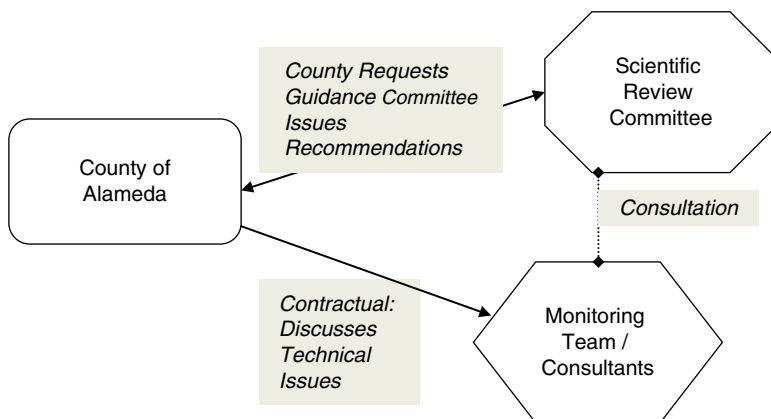 County Requests
Guidance Committee
Issues
Recommendations
Scientific
Review
Committee
County of
Alameda
Consultation
Contractual:
Discusses
Technical
Issues
Monitoring
Team /
Consultants